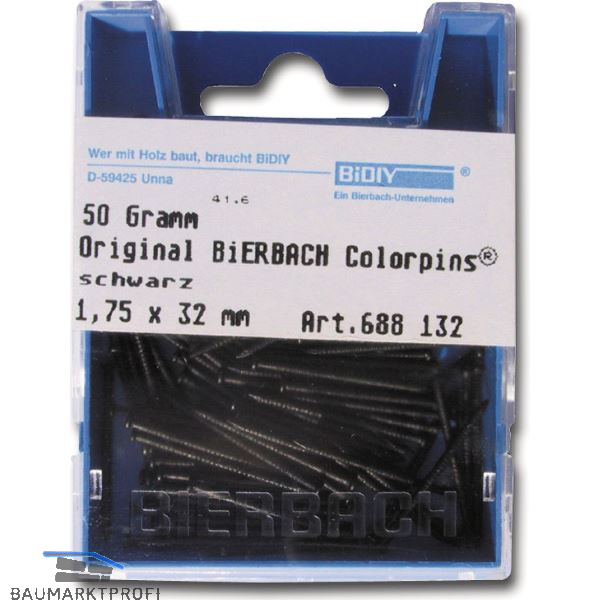 Wer mit Holz baut, braucht BiDIY
BiDIY ®
D-59425 Unna
Ein Bierbach-Unternehmen
41.6
50 Gramm
Original BiERBACH Colorpins®
schwarz
1,75 x 32 mm Art.688 132
BIERBACH
BAUMARKTPROFI